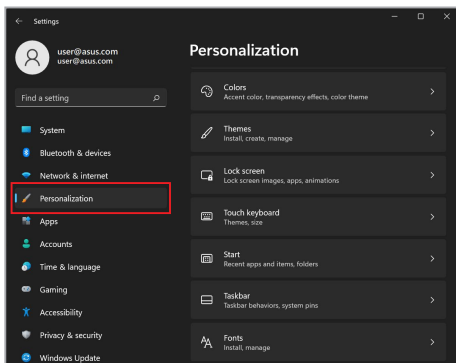 Settings
user@asus.com
user@asus.com
Find a setting
System
Bluetooth & devices
Network & internet
Personalization
Apps
Accounts
Time & language
Gaming
Accessibility
Privacy & security
Windows Update
Personalization
Colors
Accent color, transparency effects, color theme
Themes
Install, create, manage
Lock screen
Lock screen images, apps, animations
Touch keyboard
Themes, size
Start
Recent apps and items, folders
Taskbar
Taskbar behaviors, system pins
Fonts
Install, manage